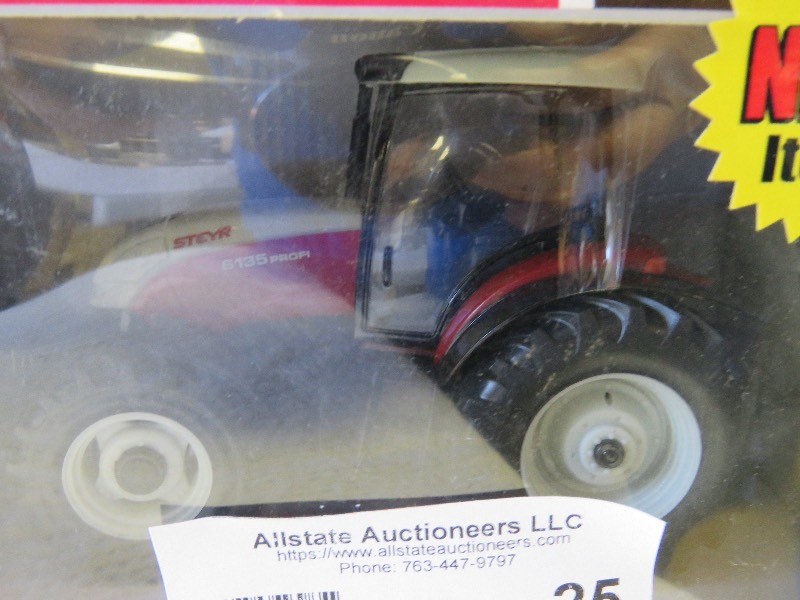 STEYR
6135 PROFI
Allstate Auctioneers LLC
https://www.allstateauctioneers.com
Phone: 763-447-9797
25